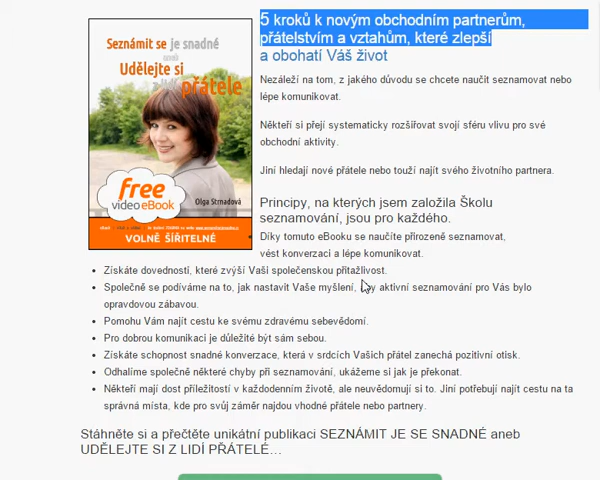 Seznámit se je snadné
aneb
Udělejte si
z lidí přátele
free
video eBook
Olga Strnadová
VOLNĚ ŠIŘITELNÉ
5 kroků k novým obchodním partnerům,
přátelstvím a vztahům, které zlepší
a obohatí Váš život
Nezáleží na tom, z jakého důvodu se chcete naučit seznamovat nebo
lépe komunikovat.
Někteří si přejí systematicky rozšiřovat svojí sféru vlivu pro své
obchodní aktivity.
Jiní hledají nové přátele nebo touží najít svého životního partnera.
Principy, na kterých jsem založila Školu
seznamování, jsou pro každého.
Díky tomuto eBooku se naučíte přirozeně seznamovat,
vést konverzaci a lépe komunikovat.
• Získáte dovednosti, které zvýší Vaši společenskou přitažlivost.
• Společně se podíváme na to, jak nastavit Vaše myšlení, aby aktivní seznamování pro Vás bylo
opravdovou zábavou.
• Pomohu Vám najít cestu ke svému zdravému sebevědomí.
• Pro dobrou komunikaci je důležité být sám sebou.
• Získáte schopnost snadné konverzace, která v srdcích Vašich přátel zanechá pozitivní otisk.
• Odhalíme společně některé chyby při seznamování, ukážeme si jak je překonat.
• Někteří mají dost příležitostí v každodenním životě, ale neuvědomují si to. Jiní potřebují najít cestu na ta
správná místa, kde pro svůj záměr najdou vhodné přátele nebo partnery.
Stáhněte si a přečtěte unikátní publikaci SEZNÁMIT JE SE SNADNÉ aneb
UDĚLEJTE SI Z LIDÍ PŘÁTELÉ…